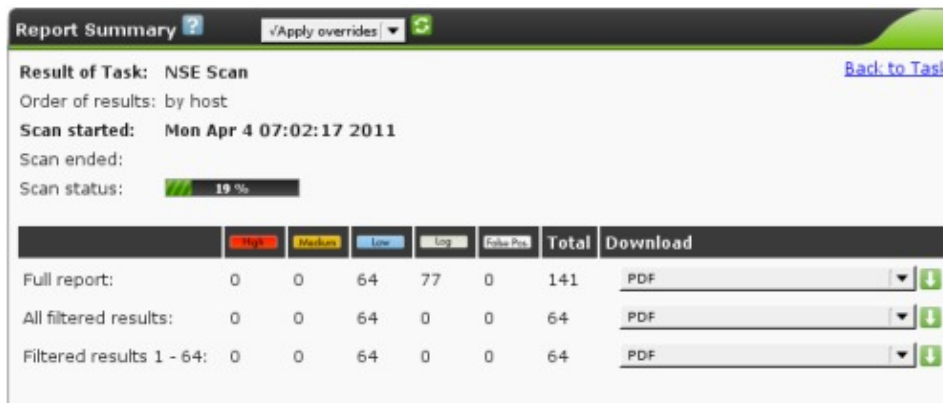 Report Summary ? √Apply overrides
Result of Task: NSE Scan Back to Task
Order of results: by host
Scan started: Mon Apr 4 07:02:17 2011
Scan ended:
Scan status: 19 %
High Medium Low Log False Pos. Total Download
Full report: 0 0 64 77 0 141 PDF
All filtered results: 0 0 64 0 0 64 PDF
Filtered results 1 - 64: 0 0 64 0 0 64 PDF